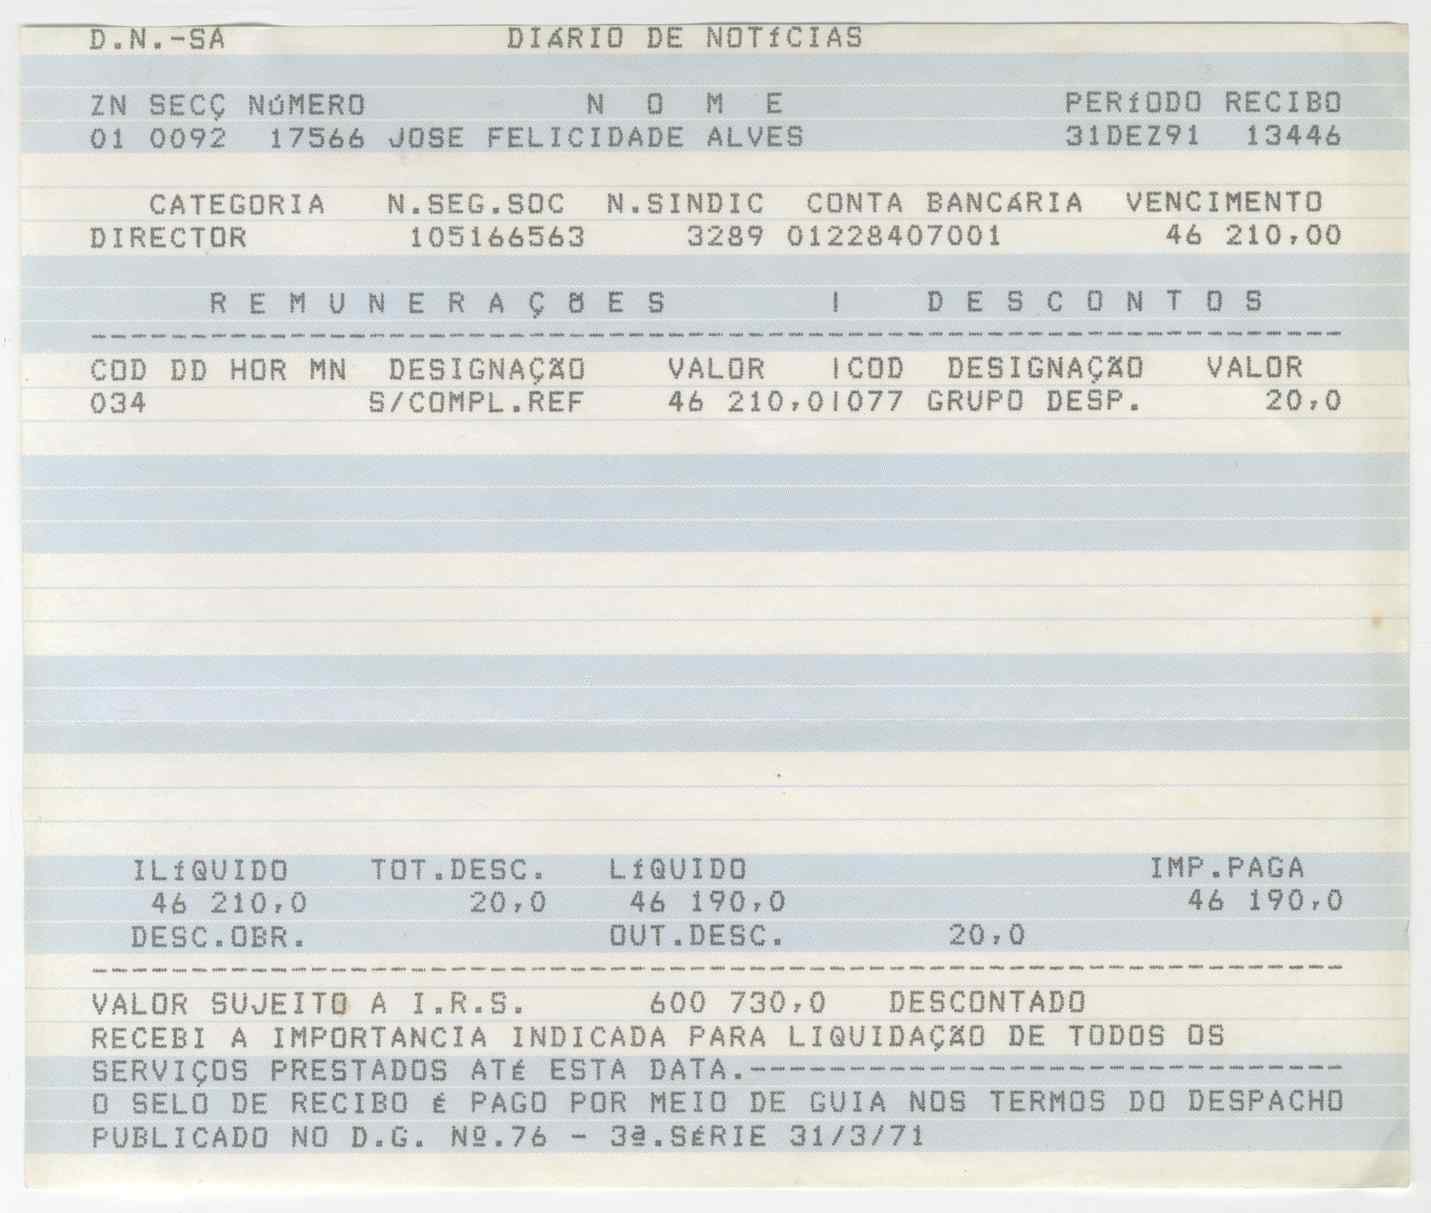 D.N.-SA DIÁRIO DE NOTÍCIAS
ZN SECÇ NÚMERO N O M E PERÍODO RECIBO
01 0092 17566 JOSE FELICIDADE ALVES 31DEZ91 13446
CATEGORIA N.SEG.SOC N.SINDIC CONTA BANCÁRIA VENCIMENTO
DIRECTOR 105166563 3289 01228407001 46 210,00
R E M U N E R A Ç Õ E S | D E S C O N T O S
---------------------------------------------------------------
COD DD HOR MN DESIGNAÇÃO VALOR |COD DESIGNAÇÃO VALOR
034 S/COMPL.REF 46 210,0|077 GRUPO DESP. 20,0
ILÍQUIDO TOT.DESC. LÍQUIDO IMP.PAGA
46 210,0 20,0 46 190,0 46 190,0
DESC.OBR. OUT.DESC. 20,0
---------------------------------------------------------------
VALOR SUJEITO A I.R.S. 600 730,0 DESCONTADO
RECEBI A IMPORTANCIA INDICADA PARA LIQUIDAÇÃO DE TODOS OS
SERVIÇOS PRESTADOS ATÉ ESTA DATA.------------------------------
O SELO DE RECIBO É PAGO POR MEIO DE GUIA NOS TERMOS DO DESPACHO
PUBLICADO NO D.G. Nº.76 - 3ª.SÉRIE 31/3/71